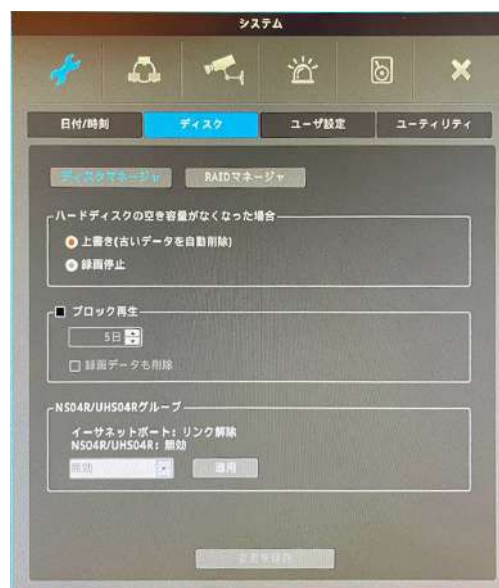 システム
日付/時刻
ディスク
ユーザ設定
ユーティリティ
ディスクマネージャ
RAIDマネージャ
ハードディスクの空き容量がなくなった場合
上書き(古いデータを自動削除)
録画停止
ブロック再生
5日
録画データも削除
NS04R/UHS04Rグループ
イーサネットポート: リンク解除
NS04R/UHS04R: 無効
無効
適用
変更を保存